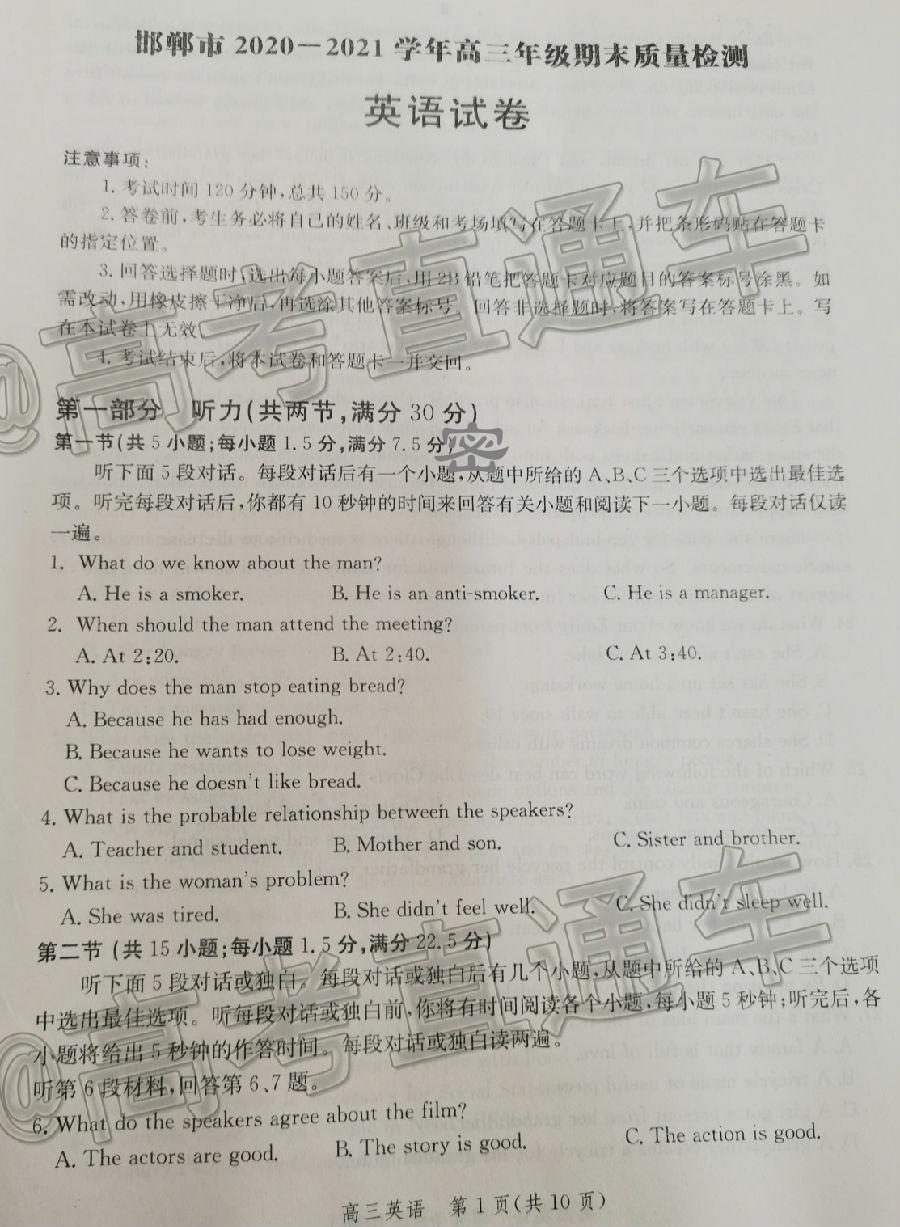 邯郸市 2020—2021 学年高三年级期末质量检测
英语试卷
注意事项:
1. 考试时间 120 分钟,总共 150 分。
2. 答卷前,考生务必将自己的姓名、班级和考场填写在答题卡上,并把条形码贴在答题卡
的指定位置。
3. 回答选择题时,选出每小题答案后,用 2B 铅笔把答题卡对应题目的答案标号涂黑。如
需改动,用橡皮擦干净后,再选涂其他答案标号。回答非选择题时,将答案写在答题卡上。写
在本试卷上无效。
4. 考试结束后,将本试卷和答题卡一并交回。
第一部分 听力(共两节,满分 30 分)
第一节(共 5 小题;每小题 1.5 分,满分 7.5 分)
密
听下面 5 段对话。每段对话后有一个小题,从题中所给的 A、B、C 三个选项中选出最佳选
项。听完每段对话后,你都有 10 秒钟的时间来回答有关小题和阅读下一小题。每段对话仅读
一遍。
1. What do we know about the man?
A. He is a smoker. B. He is an anti-smoker. C. He is a manager.
2. When should the man attend the meeting?
A. At 2:20. B. At 2:40. C. At 3:40.
3. Why does the man stop eating bread?
A. Because he has had enough.
B. Because he wants to lose weight.
C. Because he doesn't like bread.
4. What is the probable relationship between the speakers?
A. Teacher and student. B. Mother and son. C. Sister and brother.
5. What is the woman's problem?
A. She was tired. B. She didn't feel well. C. She didn't sleep well.
第二节 (共 15 小题;每小题 1.5 分,满分 22.5 分)
听下面 5 段对话或独白。每段对话或独白后有几个小题,从题中所给的 A、B、C 三个选项
中选出最佳选项。听每段对话或独白前,你将有时间阅读各个小题,每小题 5 秒钟;听完后,各
小题将给出 5 秒钟的作答时间。每段对话或独白读两遍。
听第 6 段材料,回答第 6、7 题。
6. What do the speakers agree about the film?
A. The actors are good. B. The story is good. C. The action is good.
高三英语 第 1 页(共 10 页)
@高考直通车
@高考直通车